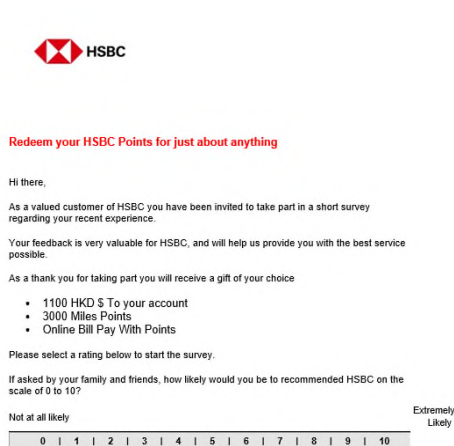 HSBC
Redeem your HSBC Points for just about anything
Hi there,
As a valued customer of HSBC you have been invited to take part in a short survey
regarding your recent experience.
Your feedback is very valuable for HSBC, and will help us provide you with the best service
possible.
As a thank you for taking part you will receive a gift of your choice
• 1100 HKD $ To your account
• 3000 Miles Points
• Online Bill Pay With Points
Please select a rating below to start the survey.
If asked by your family and friends, how likely would you be to recommended HSBC on the
scale of 0 to 10?
Not at all likely
Extremely
Likely
0 | 1 | 2 | 3 | 4 | 5 | 6 | 7 | 8 | 9 | 10